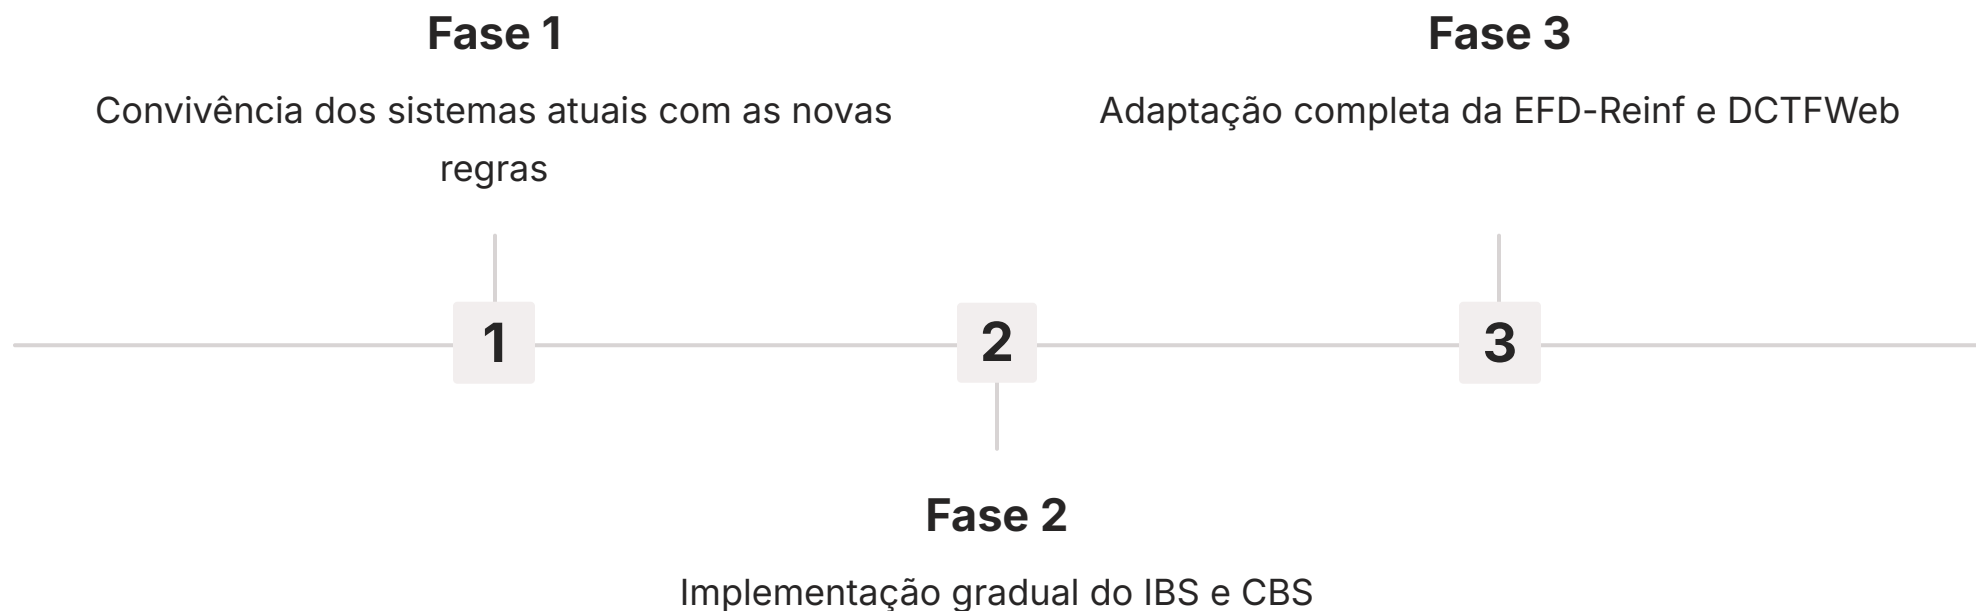 Fase 1
Convivência dos sistemas atuais com as novas
regras
Fase 3
Adaptação completa da EFD-Reinf e DCTFWeb
1
2
3
Fase 2
Implementação gradual do IBS e CBS